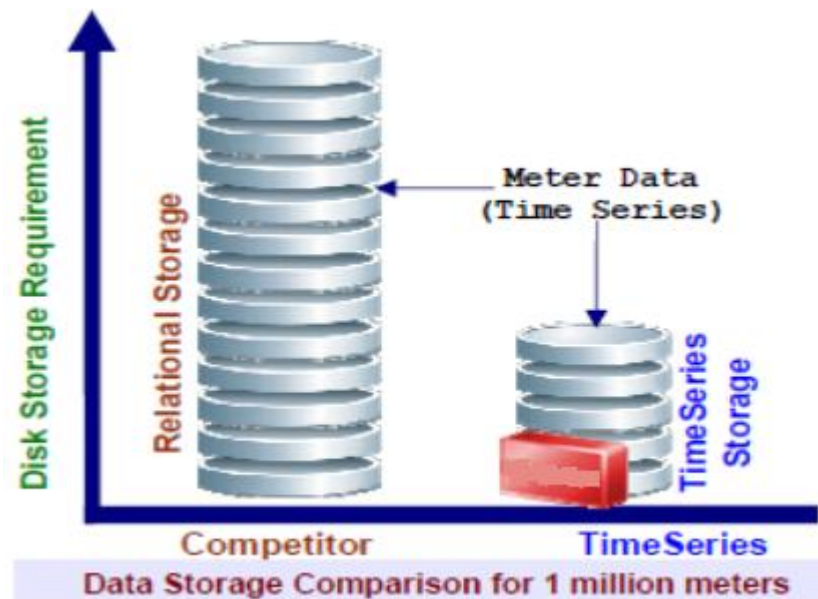 Disk Storage Requirement
Relational Storage
Meter Data
(Time Series)
TimeSeries
Storage
Competitor
TimeSeries
Data Storage Comparison for 1 million meters